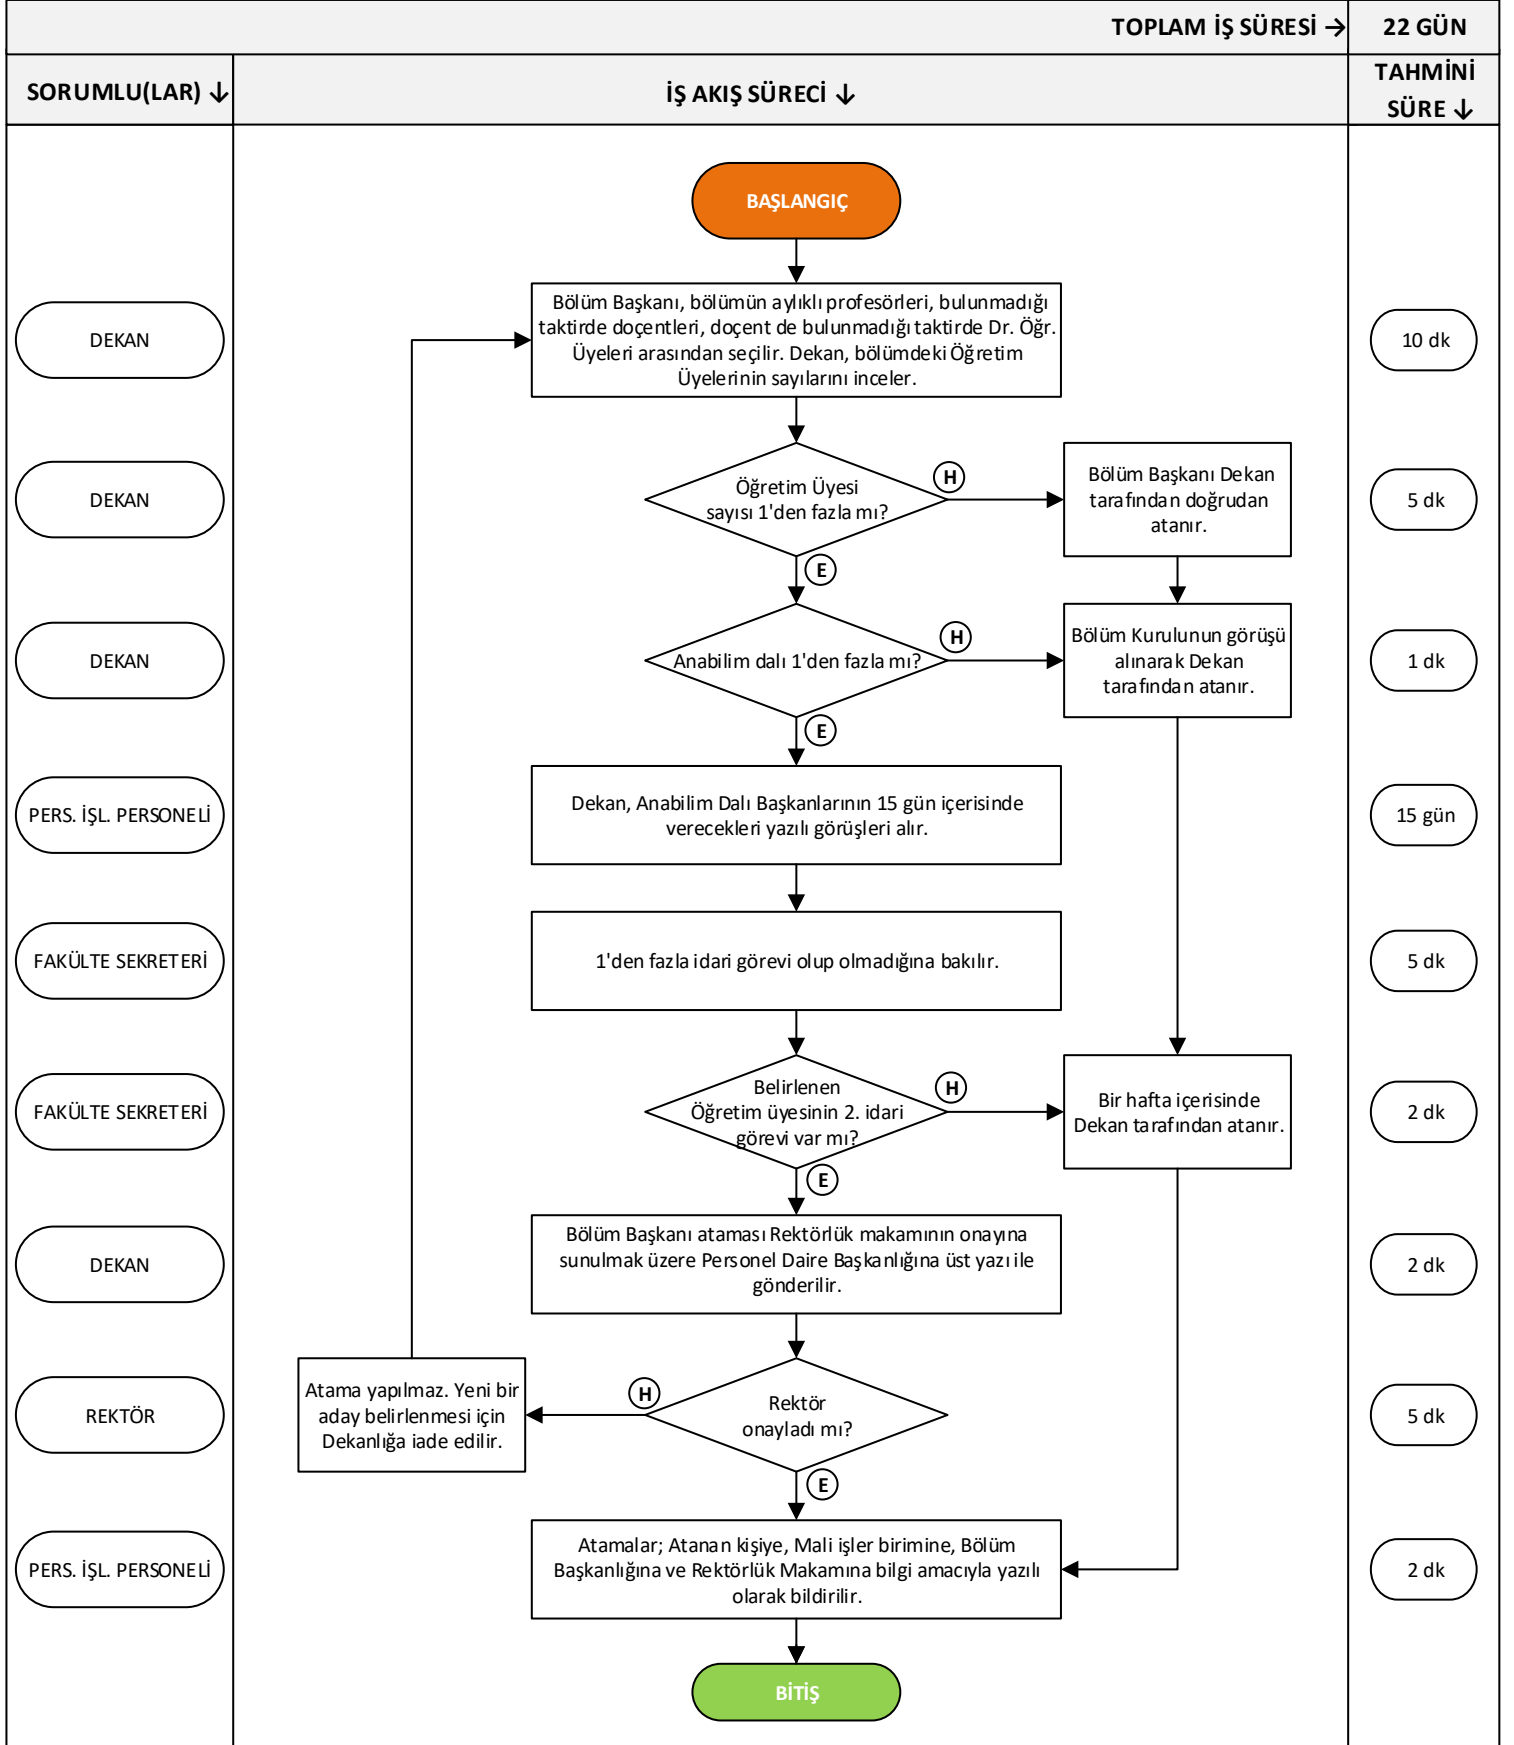 TOPLAM İŞ SÜRESİ →
22 GÜN
SORUMLU(LAR) ↓
İŞ AKIŞ SÜRECİ ↓
TAHMİNİ
SÜRE ↓
BAŞLANGIÇ
DEKAN
Bölüm Başkanı, bölümün aylıklı profesörleri, bulunmadığı
taktirde doçentleri, doçent de bulunmadığı taktirde Dr. Öğr.
Üyeleri arasından seçilir. Dekan, bölümdeki Öğretim
Üyelerinin sayılarını inceler.
10 dk
DEKAN
Öğretim Üyesi
sayısı 1'den fazla mı?
H
Bölüm Başkanı Dekan
tarafından doğrudan
atanır.
5 dk
E
DEKAN
Anabilim dalı 1'den fazla mı?
H
Bölüm Kurulunun görüşü
alınarak Dekan
tarafından atanır.
1 dk
E
PERS. İŞL. PERSONELİ
Dekan, Anabilim Dalı Başkanlarının 15 gün içerisinde
verecekleri yazılı görüşleri alır.
15 gün
FAKÜLTE SEKRETERİ
1'den fazla idari görevi olup olmadığına bakılır.
5 dk
FAKÜLTE SEKRETERİ
Belirlenen
Öğretim üyesinin 2. idari
görevi var mı?
H
Bir hafta içerisinde
Dekan tarafından atanır.
2 dk
E
DEKAN
Bölüm Başkanı ataması Rektörlük makamının onayına
sunulmak üzere Personel Daire Başkanlığına üst yazı ile
gönderilir.
2 dk
REKTÖR
Atama yapılmaz. Yeni bir
aday belirlenmesi için
Dekanlığa iade edilir.
H
Rektör
onayladı mı?
5 dk
E
PERS. İŞL. PERSONELİ
Atamalar; Atanan kişiye, Mali işler birimine, Bölüm
Başkanlığına ve Rektörlük Makamına bilgi amacıyla yazılı
olarak bildirilir.
2 dk
BİTİŞ